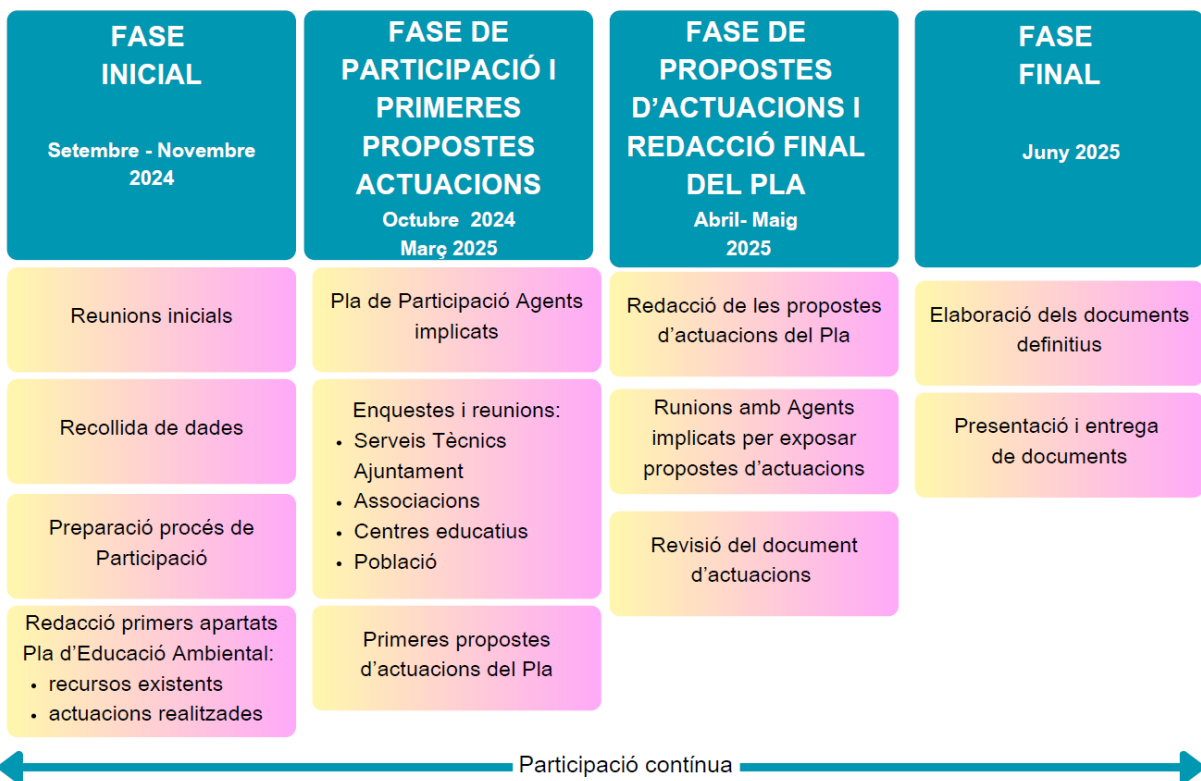 FASE
INICIAL
Setembre - Novembre
2024
Reunions inicials
Recollida de dades
Preparació procés de
Participació
Redacció primers apartats
Pla d'Educació Ambiental:
• recursos existents
• actuacions realitzades
FASE DE
PARTICIPACIÓ I
PRIMERES
PROPOSTES
ACTUACIONS
Octubre 2024
Març 2025
Pla de Participació Agents
implicats
Enquestes i reunions:
• Serveis Tècnics
Ajuntament
• Associacions
• Centres educatius
• Població
Primeres propostes
d'actuacions del Pla
FASE DE
PROPOSTES
D'ACTUACIONS I
REDACCIÓ FINAL
DEL PLA
Abril- Maig
2025
Redacció de les propostes
d'actuacions del Pla
Runions amb Agents
implicats per exposar
propostes d'actuacions
Revisió del document
d'actuacions
FASE
FINAL
Juny 2025
Elaboració dels documents
definitius
Presentació i entrega
de documents
Participació contínua